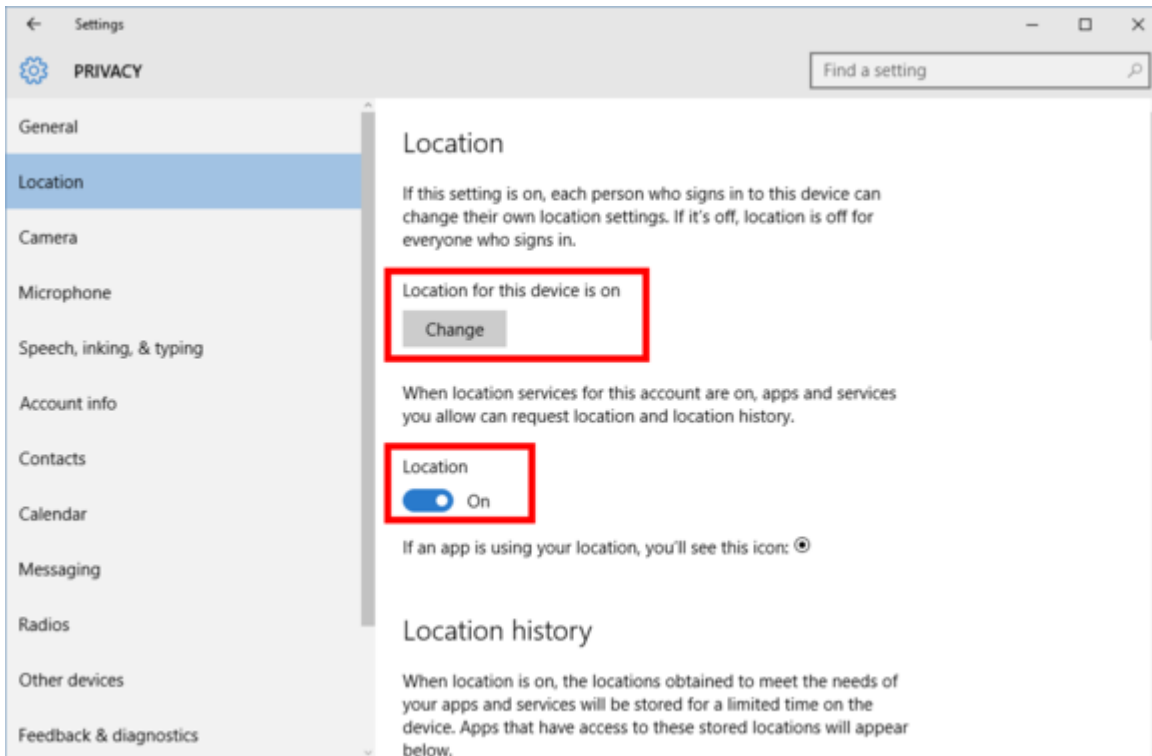 Settings
PRIVACY
Find a setting
General
Location
Camera
Microphone
Speech, inking, & typing
Account info
Contacts
Calendar
Messaging
Radios
Other devices
Feedback & diagnostics
Location
If this setting is on, each person who signs in to this device can
change their own location settings. If it's off, location is off for
everyone who signs in.
Location for this device is on
Change
When location services for this account are on, apps and services
you allow can request location and location history.
Location
On
If an app is using your location, you'll see this icon:
Location history
When location is on, the locations obtained to meet the needs of
your apps and services will be stored for a limited time on the
device. Apps that have access to these stored locations will appear
below.